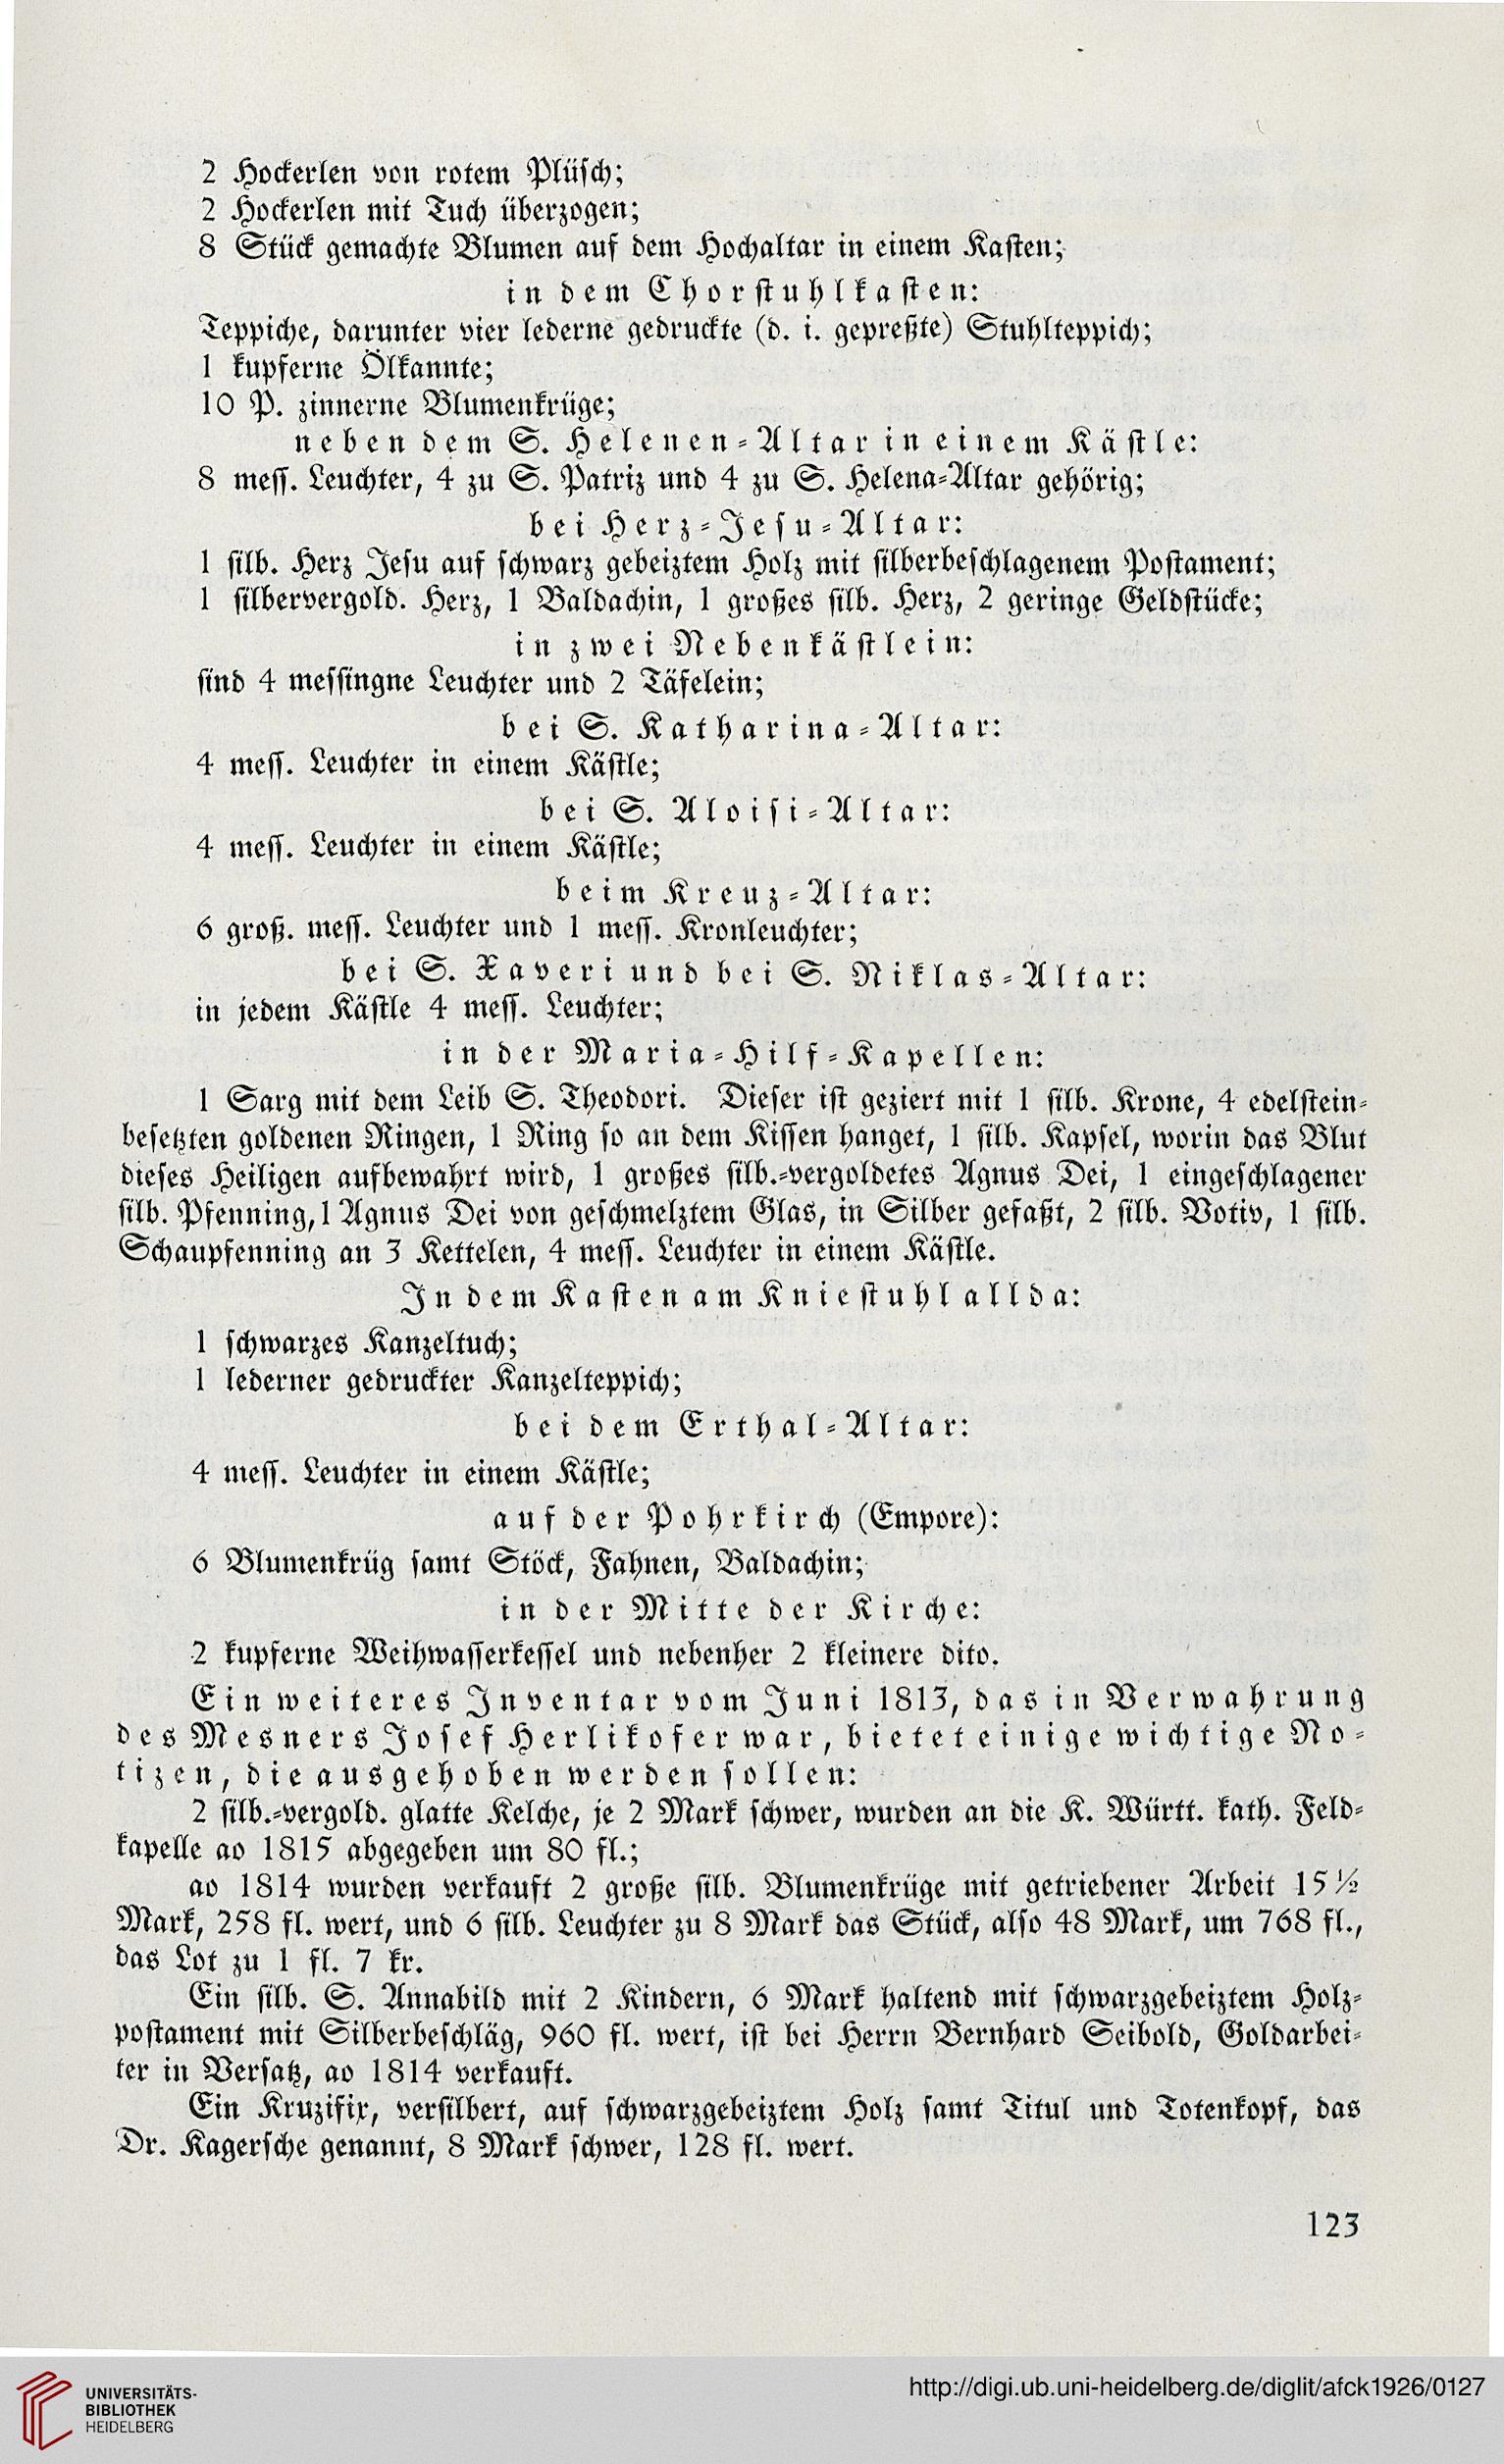 2 Hockerlen von rotem Plüsch;
2 Hockerlen mit Tuch überzogen;
8 Stück gemachte Blumen auf dem Hochaltar in einem Kasten;
in dem Chorstuhlkasten:
Teppiche, darunter vier lederne gedruckte (d. i. gepreßte) Stuhlteppich;
1 kupferne Ölkannte;
10 P. zinnerne Blumenkrüge;
neben dem S. Helenen-Altar in einem Kästle:
8 mess. Leuchter, 4 zu S. Patriz und 4 zu S. Helena-Altar gehörig;
bei Herz-Jesu-Altar:
1 silb. Herz Jesu auf schwarz gebeiztem Holz mit silberbeschlagenem Postament;
1 silbervergold. Herz, 1 Baldachin, 1 großes silb. Herz, 2 geringe Geldstücke;
in zwei Nebenkästlein:
sind 4 messingne Leuchter und 2 Täfelein;
bei S. Katharina-Altar:
4 mess. Leuchter in einem Kästle;
bei S. Aloisi-Altar:
4 mess. Leuchter in einem Kästle;
beim Kreuz-Altar:
6 groß. mess. Leuchter und 1 mess. Kronleuchter;
bei S. Xaveri und bei S. Niklas-Altar:
in jedem Kästle 4 mess. Leuchter;
in der Maria-Hilf-Kapellen:
1 Sarg mit dem Leib S. Theodori. Dieser ist geziert mit 1 silb. Krone, 4 edelstein-
besetzten goldenen Ringen, 1 Ring so an dem Kissen hanget, 1 silb. Kapsel, worin das Blut
dieses Heiligen aufbewahrt wird, 1 großes silb.-vergoldetes Agnus Dei, 1 eingeschlagener
silb. Pfenning, 1 Agnus Dei von geschmelztem Glas, in Silber gefaßt, 2 silb. Votiv, 1 silb.
Schaupfenning an 3 Kettelen, 4 mess. Leuchter in einem Kästle.
In dem Kasten am Kniestuhl allda:
1 schwarzes Kanzeltuch;
1 lederner gedruckter Kanzelteppich;
bei dem Erthal-Altar:
4 mess. Leuchter in einem Kästle;
auf der Pohrkirch (Empore):
6 Blumenkrüg samt Stöck, Fahnen, Baldachin;
in der Mitte der Kirche:
2 kupferne Weihwasserkessel und nebenher 2 kleinere dito.
Ein weiteres Inventar vom Juni 1813, das in Verwahrung
des Mesners Josef Herlikofer war, bietet einige wichtige No-
tizen, die ausgehoben werden sollen:
2 silb.-vergold. glatte Kelche, je 2 Mark schwer, wurden an die K. Württ. kath. Feld-
kapelle ao 1815 abgegeben um 80 fl.;
ao 1814 wurden verkauft 2 große silb. Blumenkrüge mit getriebener Arbeit 15½
Mark, 258 fl. wert, und 6 silb. Leuchter zu 8 Mark das Stück, also 48 Mark, um 768 fl.,
das Lot zu 1 fl. 7 kr.
Ein silb. S. Annabild mit 2 Kindern, 6 Mark haltend mit schwarzgebeiztem Holz-
postament mit Silberbeschläg, 960 fl. wert, ist bei Herrn Bernhard Seibold, Goldarbei-
ter in Versatz, ao 1814 verkauft.
Ein Kruzifix, versilbert, auf schwarzgebeiztem Holz samt Titul und Totenkopf, das
Dr. Kagersche genannt, 8 Mark schwer, 128 fl. wert.
123
UNIVERSITÄTS-
BIBLIOTHEK
HEIDELBERG
http://digi.ub.uni-heidelberg.de/diglit/afck1926/0127